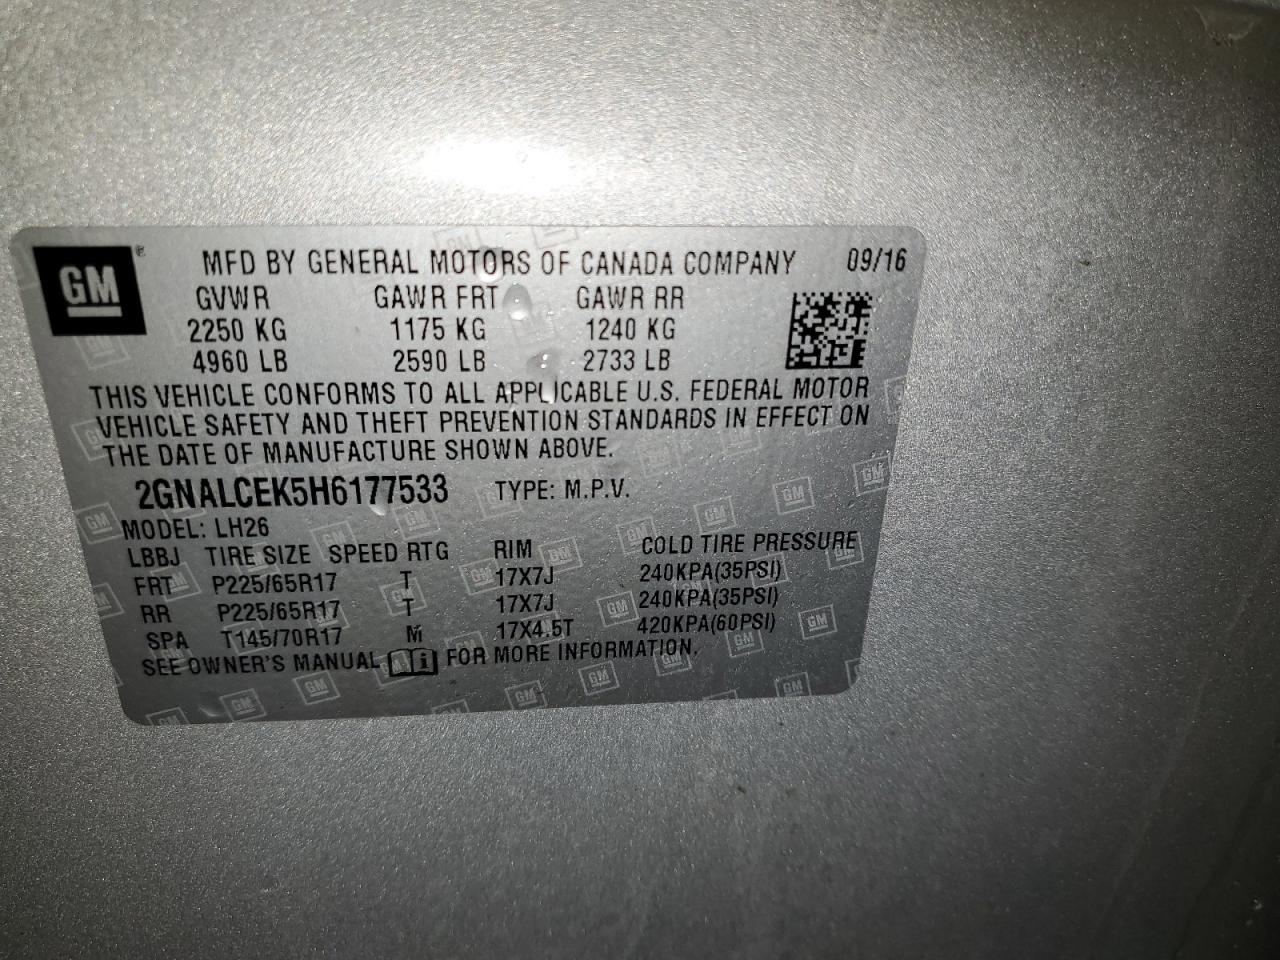 GM® MFD BY GENERAL MOTORS OF CANADA COMPANY 09/16
GVWR GAWR FRT GAWR RR
2250 KG 1175 KG 1240 KG
4960 LB 2590 LB 2733 LB
THIS VEHICLE CONFORMS TO ALL APPLICABLE U.S. FEDERAL MOTOR
VEHICLE SAFETY AND THEFT PREVENTION STANDARDS IN EFFECT ON
THE DATE OF MANUFACTURE SHOWN ABOVE.
2GNALCEK5H6177533 TYPE: M.P.V.
MODEL: LH26
LBBJ TIRE SIZE SPEED RTG RIM COLD TIRE PRESSURE
FRT P225/65R17 T 17X7J 240KPA(35PSI)
RR P225/65R17 T 17X7J 240KPA(35PSI)
SPA T145/70R17 M 17X4.5T 420KPA(60PSI)
SEE OWNER'S MANUAL i FOR MORE INFORMATION.